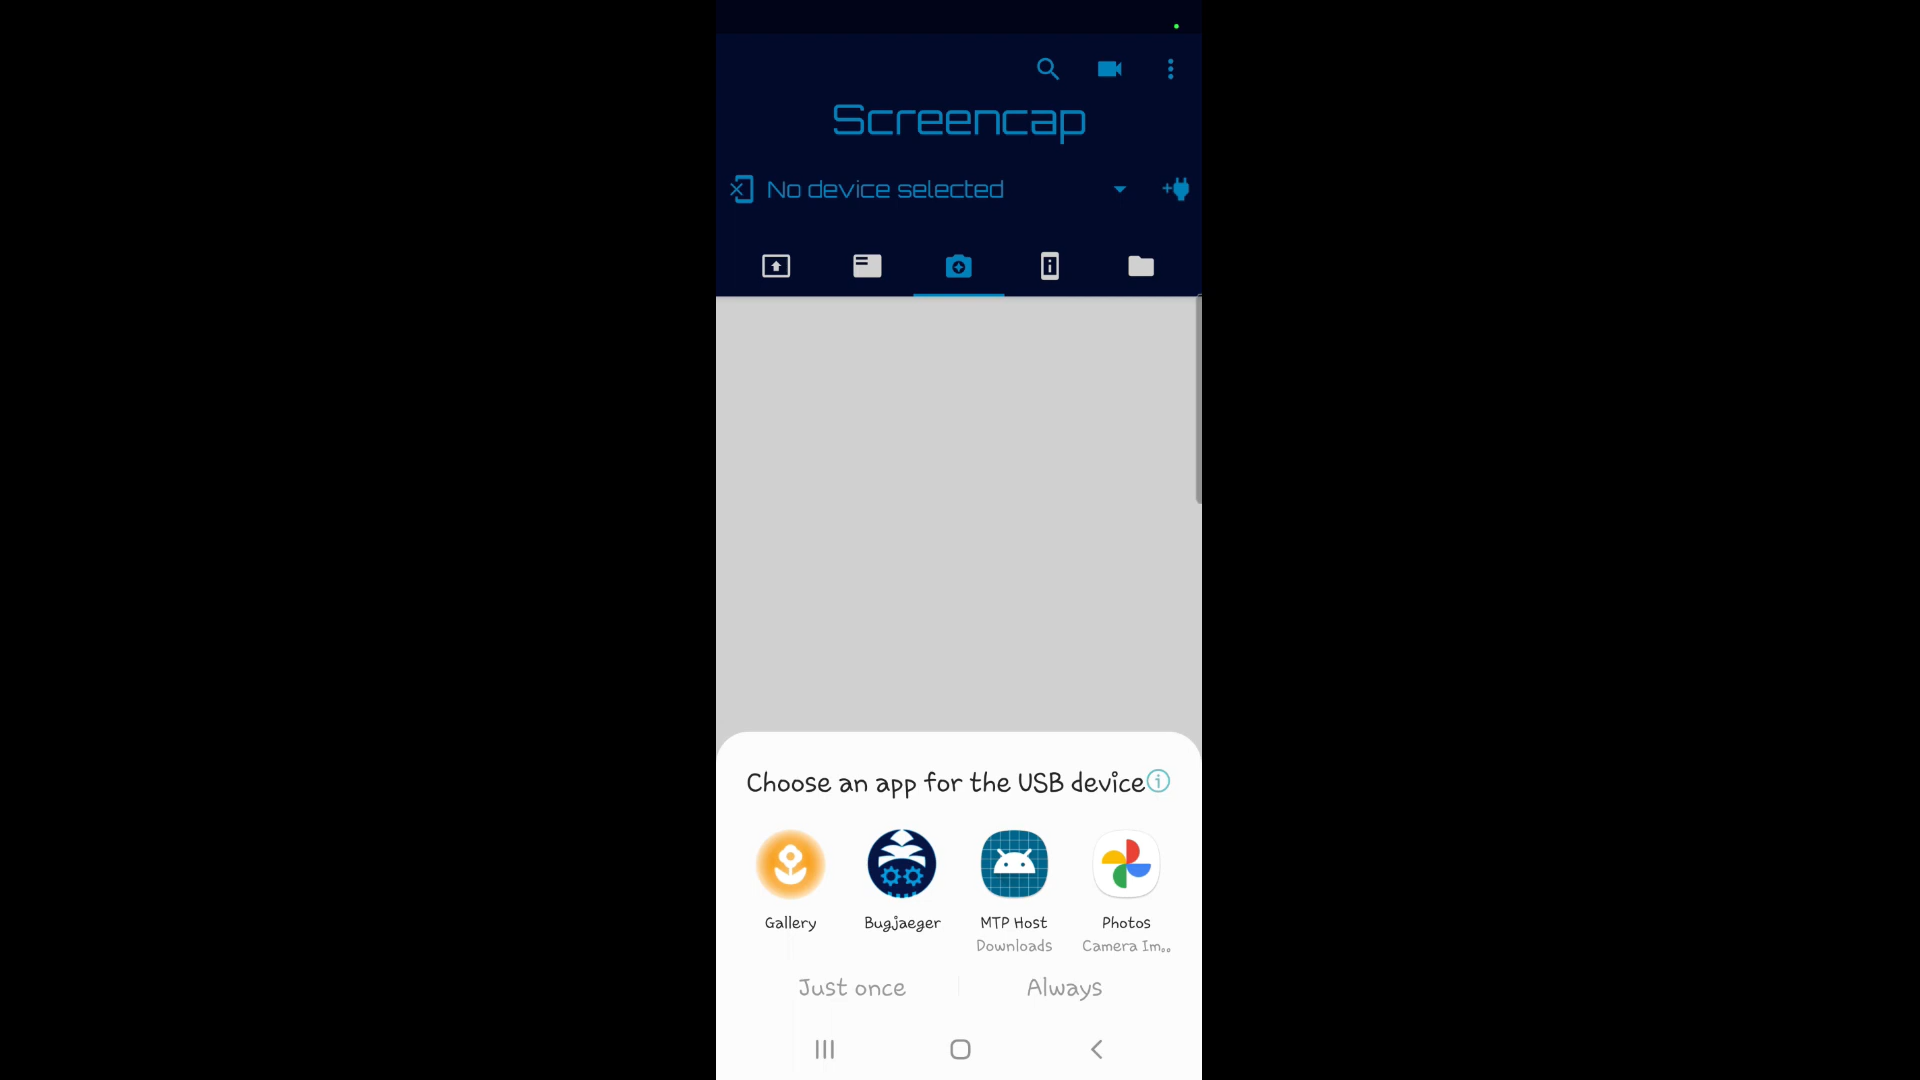 Screencap
No device selected
Choose an app for the USB device
Gallery
Bugjaeger
MTP Host
Downloads
Photos
Camera Im..
Just once
Always